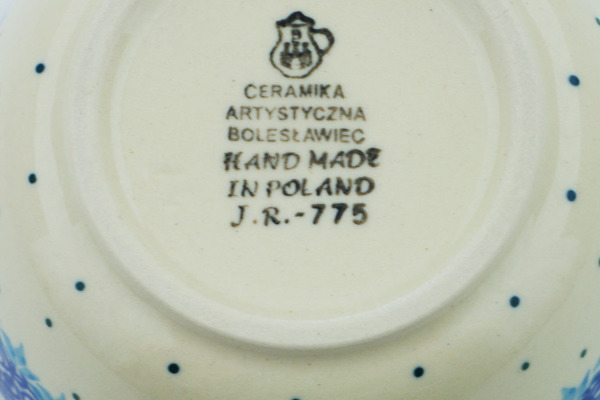 CERAMIKA
ARTYSTYCZNA
BOLESŁAWIEC
HAND MADE
IN POLAND
J.R.-775